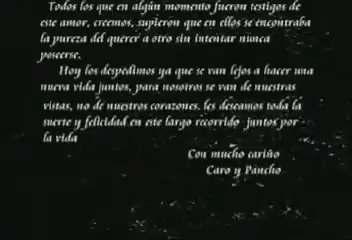 Todos los que en algún momento fueron testigos de
este amor, creemos, supieron que en ellos se encontraba
la pureza del querer a otro sin intentar nunca
poseerse.
Hoy los despedimos ya que se van lejos a hacer una
nueva vida juntos, para nosotros se van de nuestras
vistas, no de nuestros corazones, les deseamos toda la
suerte y felicidad en este largo recorrido juntos por
la vida
Con mucho cariño
Caro y Pancho